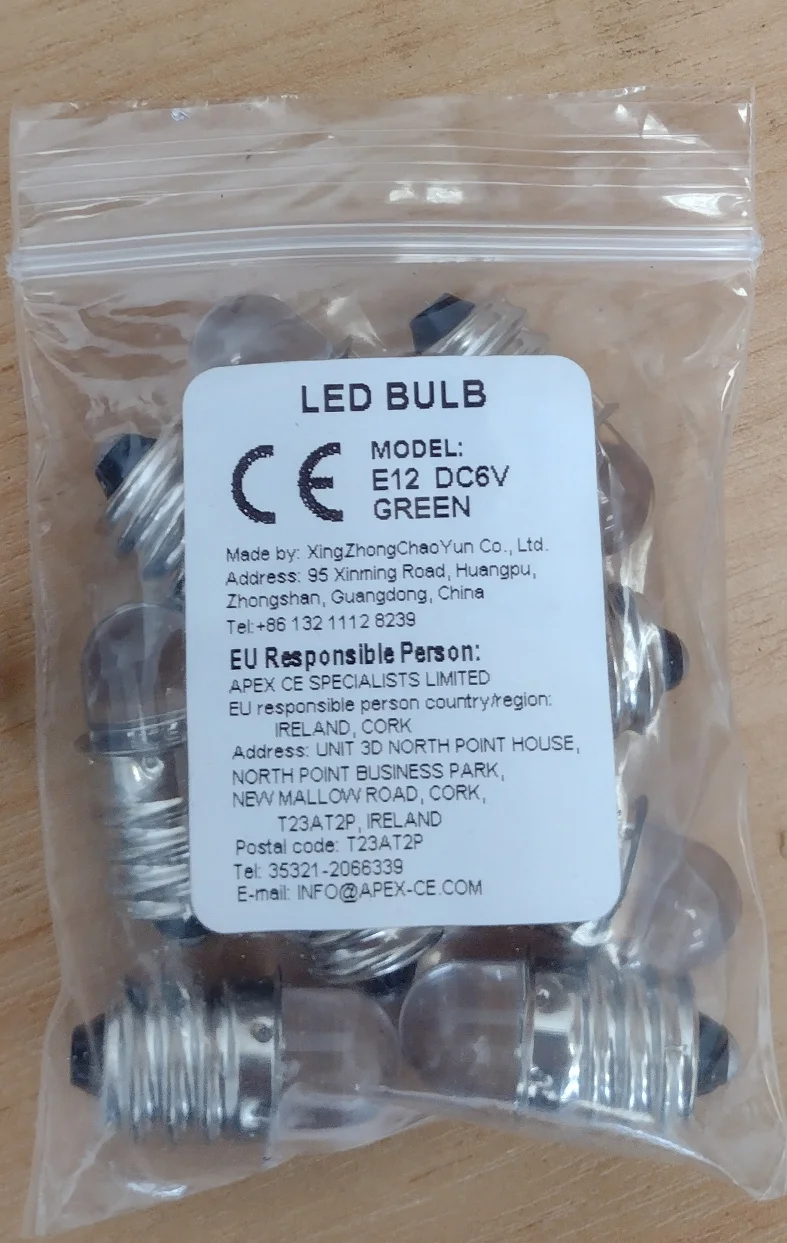 LED BULB
CE
MODEL:
E12 DC6V
GREEN
Made by: XingZhongChaoYun Co., Ltd.
Address: 95 Xinming Road, Huangpu,
Zhongshan, Guangdong, China
Tel:+86 132 1112 8239
EU Responsible Person:
APEX CE SPECIALISTS LIMITED
EU responsible person country/region:
IRELAND, CORK
Address: UNIT 3D NORTH POINT HOUSE,
NORTH POINT BUSINESS PARK,
NEW MALLOW ROAD, CORK,
T23AT2P, IRELAND
Postal code: T23AT2P
Tel: 35321-2066339
E-mail: INFO@APEX-CE.COM